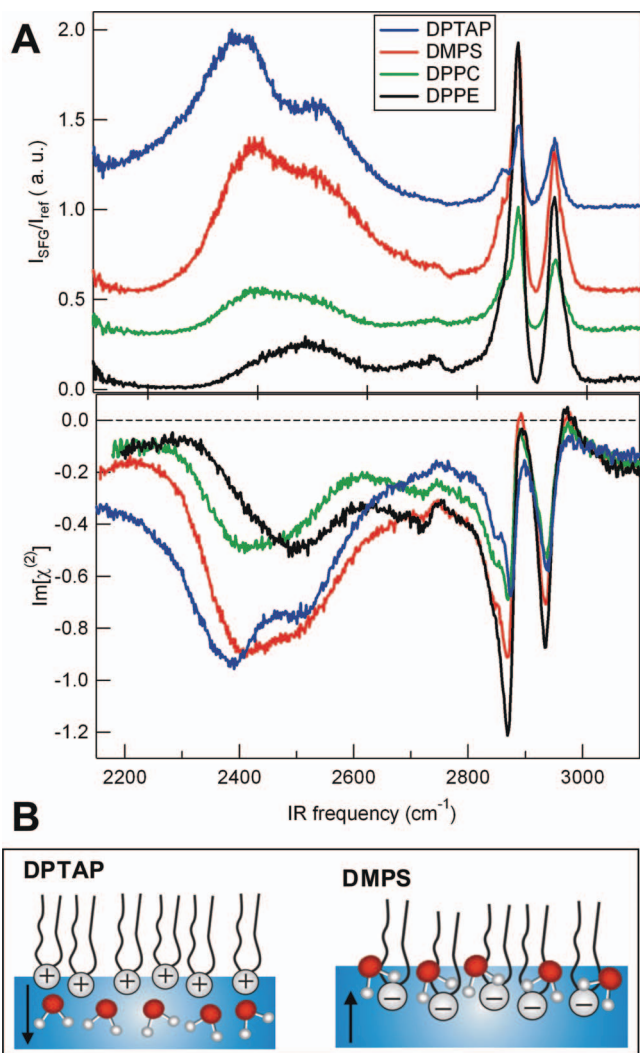 A
2.0
1.5
1.0
0.5
0.0
I_SFG/I_ref ( a. u.)
DPTAP
DMPS
DPPC
DPPE
0.0
-0.2
-0.4
-0.6
-0.8
-1.0
-1.2
Im[χ^(2)]
2200 2400 2600 2800 3000
IR frequency (cm^-1)
B
DPTAP
DMPS
+ + + + + +
− − − − −